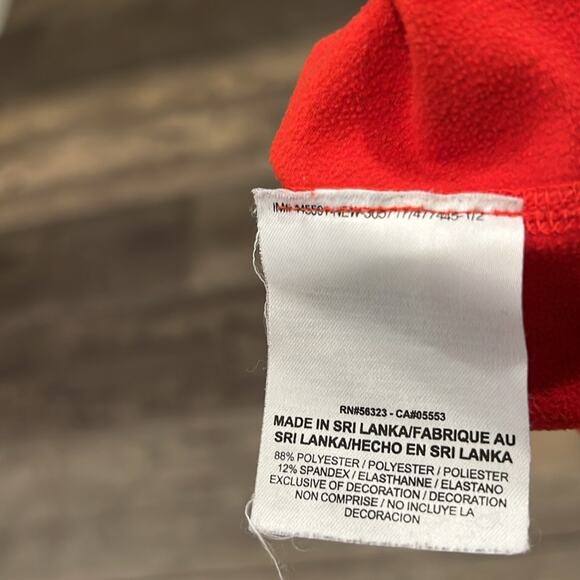 RN#56323 - CA#05553
MADE IN SRI LANKA/FABRIQUE AU
SRI LANKA/HECHO EN SRI LANKA
88% POLYESTER / POLYESTER / POLIESTER
12% SPANDEX / ELASTHANNE / ELASTANO
EXCLUSIVE OF DECORATION / DECORATION
NON COMPRISE / NO INCLUYE LA
DECORACION